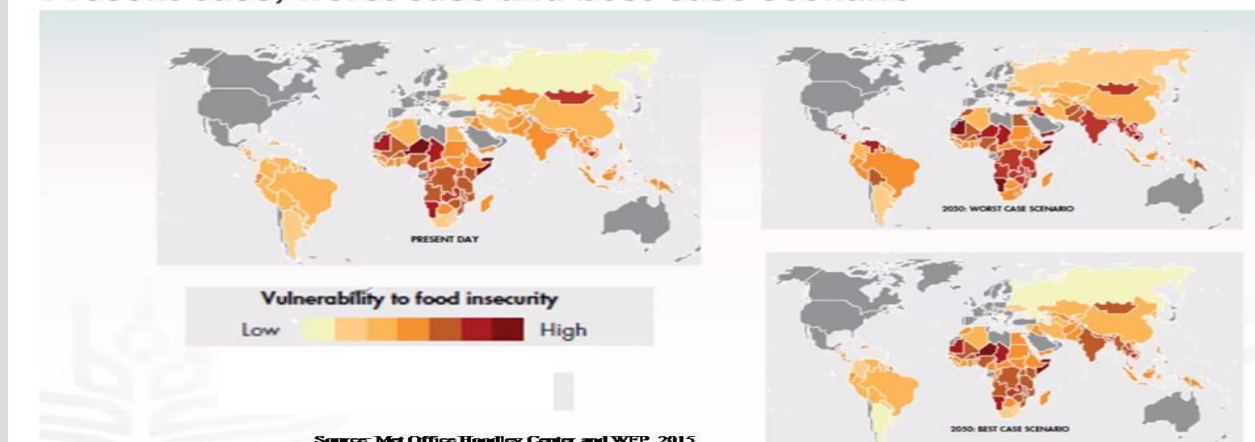 PRESENT DAY
2050: WORST CASE SCENARIO
Vulnerability to food insecurity
Low High
2050: BEST CASE SCENARIO
Source: Met Office Hendley Center and WFP, 2015